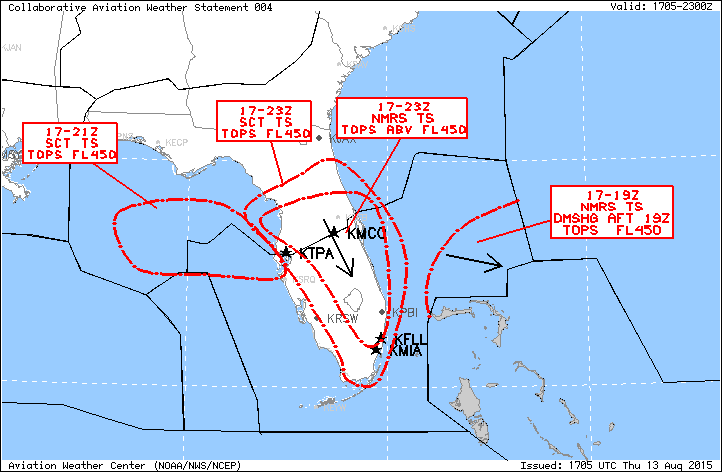 Collaborative Aviation Weather Statement 004
Valid: 1705-2300Z
KJAN
17-23Z
SCT TS
TOPS FL450
17-23Z
NMRS TS
TOPS ABV FL450
17-21Z
SCT TS
TOPS FL450
KECP
KJAX
17-19Z
NMRS TS
DMSHG AFT 19Z
TOPS FL450
KMCO
KTPA
KSRQ
KRSW
KPBI
KFLL
KMIA
Aviation Weather Center (NOAA/NWS/NCEP)
Issued: 1705 UTC Thu 13 Aug 2015